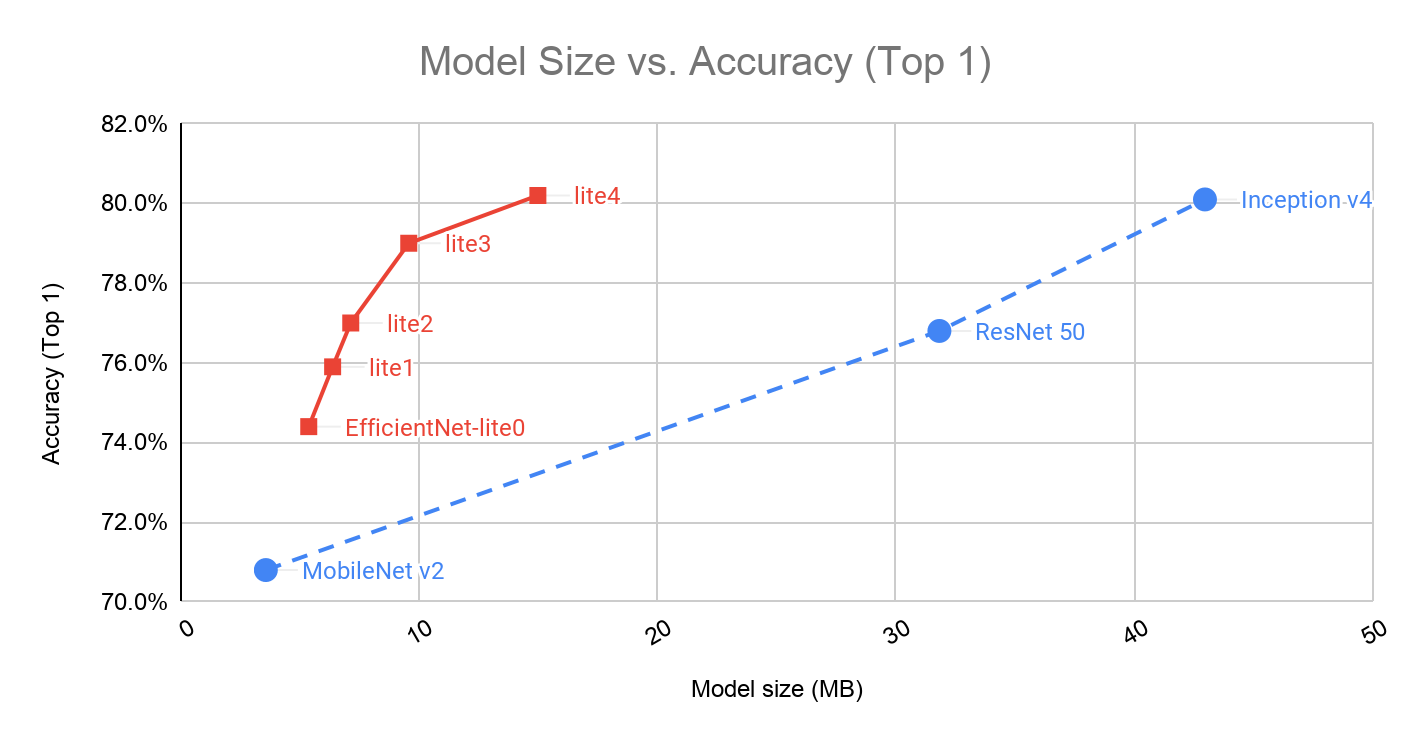 Model Size vs. Accuracy (Top 1)
82.0%
80.0%
78.0%
76.0%
74.0%
72.0%
70.0%
Accuracy (Top 1)
lite4
lite3
lite2
lite1
EfficientNet-lite0
Inception v4
ResNet 50
MobileNet v2
0
10
20
30
40
50
Model size (MB)